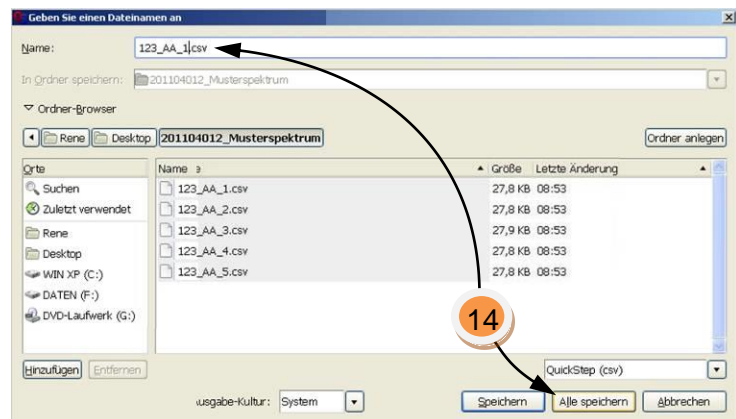 Geben Sie einen Dateinamen an
Name: 123_AA_1.csv
In Ordner speichern: 201104012_Musterspektrum
Ordner-Browser
Rene Desktop 201104012_Musterspektrum Ordner anlegen
Orte Name Größe Letzte Änderung
Suchen 123_AA_1.csv 27,8 KB 08:53
Zuletzt verwendet 123_AA_2.csv 27,8 KB 08:53
Rene 123_AA_3.csv 27,9 KB 08:53
Desktop 123_AA_4.csv 27,8 KB 08:53
WIN XP (C:) 123_AA_5.csv 27,8 KB 08:53
DATEN (F:)
DVD-Laufwerk (G:)
14
Hinzufügen Entfernen QuickStep (csv)
usgabe-Kultur: System Speichern Alle speichern Abbrechen